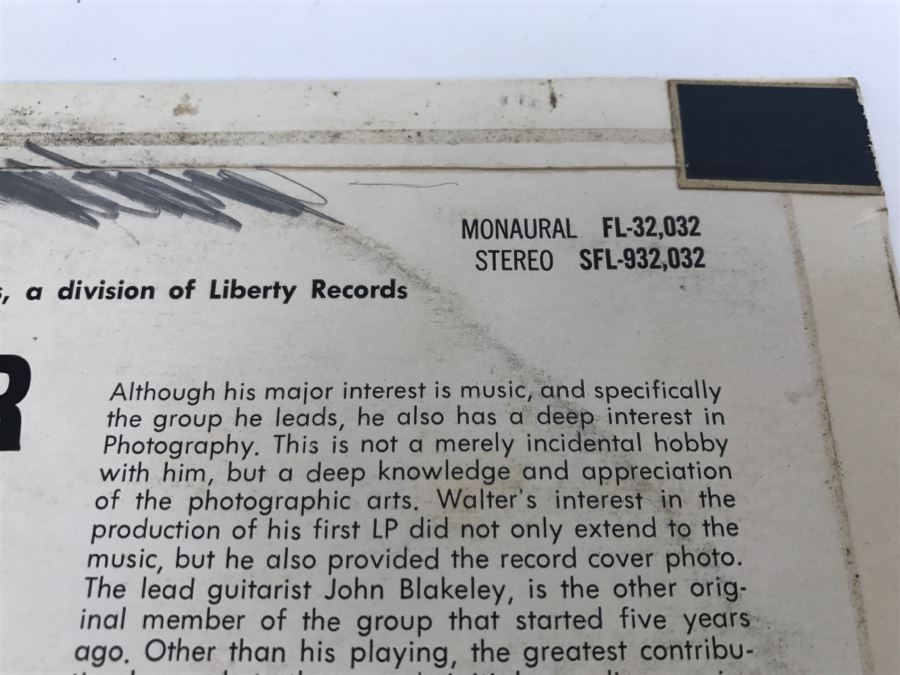 MONAURAL FL-32,032
STEREO SFL-932,032
, a division of Liberty Records
R
Although his major interest is music, and specifically
the group he leads, he also has a deep interest in
Photography. This is not a merely incidental hobby
with him, but a deep knowledge and appreciation
of the photographic arts. Walter's interest in the
production of his first LP did not only extend to the
music, but he also provided the record cover photo.
The lead guitarist John Blakeley, is the other orig-
inal member of the group that started five years
ago. Other than his playing, the greatest contribu-